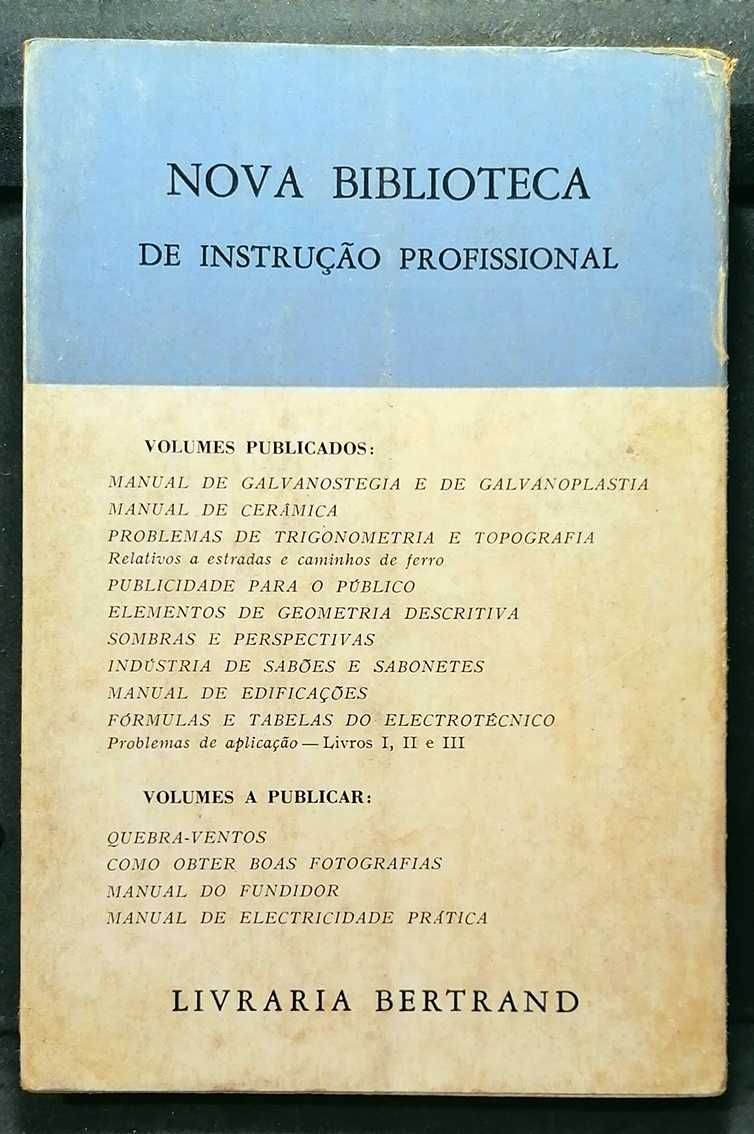 NOVA BIBLIOTECA
DE INSTRUÇÃO PROFISSIONAL
VOLUMES PUBLICADOS:
MANUAL DE GALVANOSTEGIA E DE GALVANOPLASTIA
MANUAL DE CERÂMICA
PROBLEMAS DE TRIGONOMETRIA E TOPOGRAFIA
Relativos a estradas e caminhos de ferro
PUBLICIDADE PARA O PÚBLICO
ELEMENTOS DE GEOMETRIA DESCRITIVA
SOMBRAS E PERSPECTIVAS
INDÚSTRIA DE SABÕES E SABONETES
MANUAL DE EDIFICAÇÕES
FÓRMULAS E TABELAS DO ELECTROTÉCNICO
Problemas de aplicação — Livros I, II e III
VOLUMES A PUBLICAR:
QUEBRA-VENTOS
COMO OBTER BOAS FOTOGRAFIAS
MANUAL DO FUNDIDOR
MANUAL DE ELECTRICIDADE PRÁTICA
LIVRARIA BERTRAND